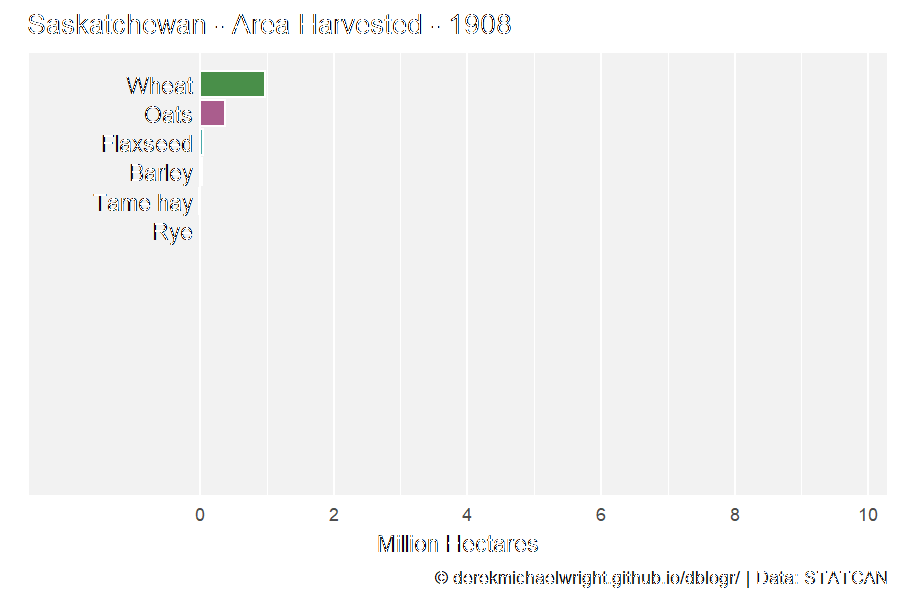 Saskatchewan - Area Harvested - 1908
Wheat
Oats
Flaxseed
Barley
Tame hay
Rye
0 2 4 6 8 10
Million Hectares
© derekmichaelwright.github.io/dblogr/ | Data: STATCAN